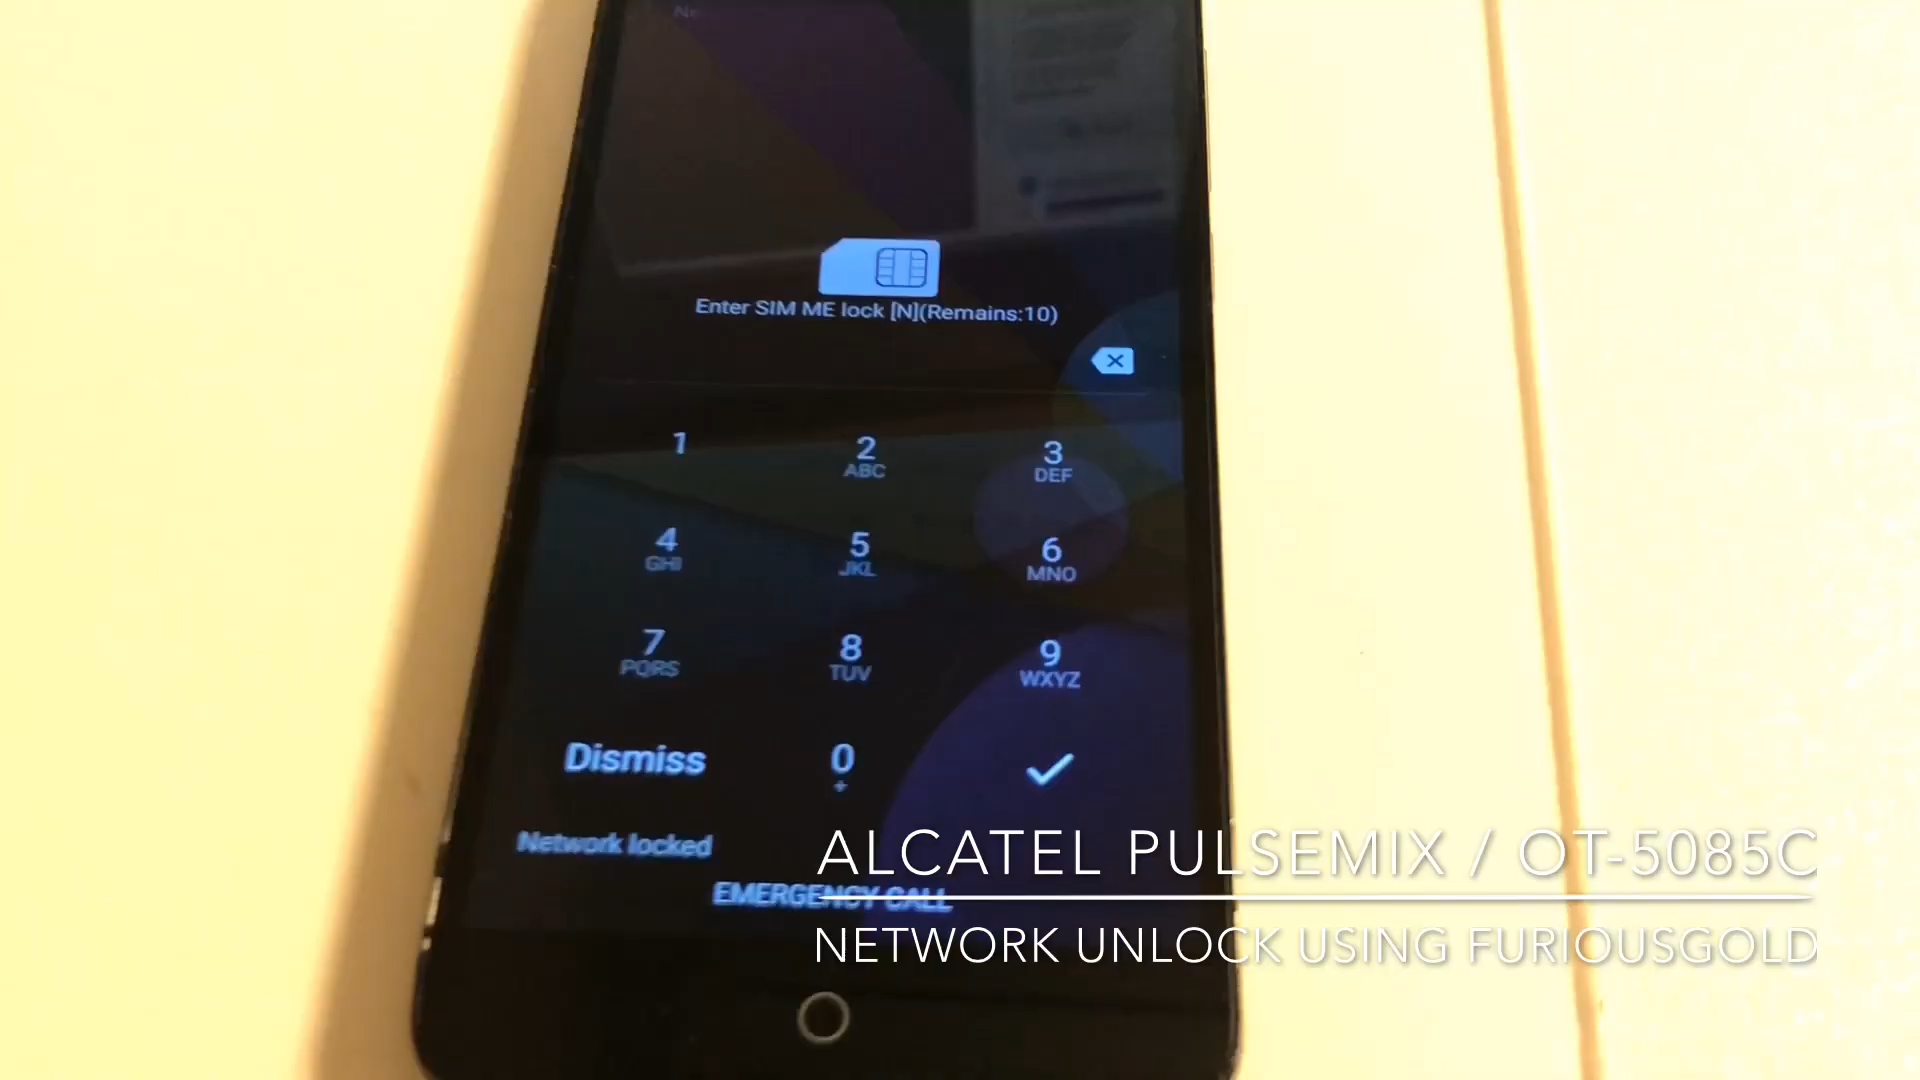 Enter SIM ME lock [N](Remains:10)
1
2
ABC
3
DEF
4
GHI
5
JKL
6
MNO
7
PQRS
8
TUV
9
WXYZ
Dismiss
0
+
Network locked
EMERGENCY CALL
ALCATEL PULSEMIX / OT-5085C
NETWORK UNLOCK USING FURIOUSGOLD